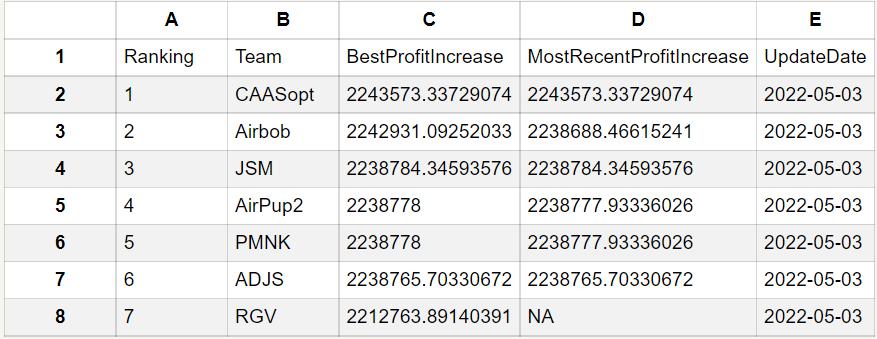 A B C D E
1 Ranking Team BestProfitIncrease MostRecentProfitIncrease UpdateDate
2 1 CAASopt 2243573.33729074 2243573.33729074 2022-05-03
3 2 Airbob 2242931.09252033 2238688.46615241 2022-05-03
4 3 JSM 2238784.34593576 2238784.34593576 2022-05-03
5 4 AirPup2 2238778 2238777.93336026 2022-05-03
6 5 PMNK 2238778 2238777.93336026 2022-05-03
7 6 ADJS 2238765.70330672 2238765.70330672 2022-05-03
8 7 RGV 2212763.89140391 NA 2022-05-03